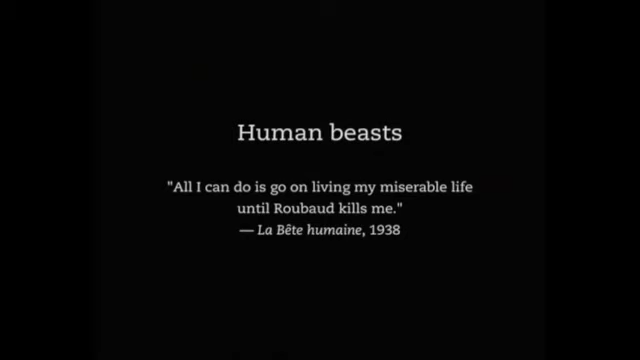 Human beasts
"All I can do is go on living my miserable life
until Roubaud kills me."
— La Bête humaine, 1938